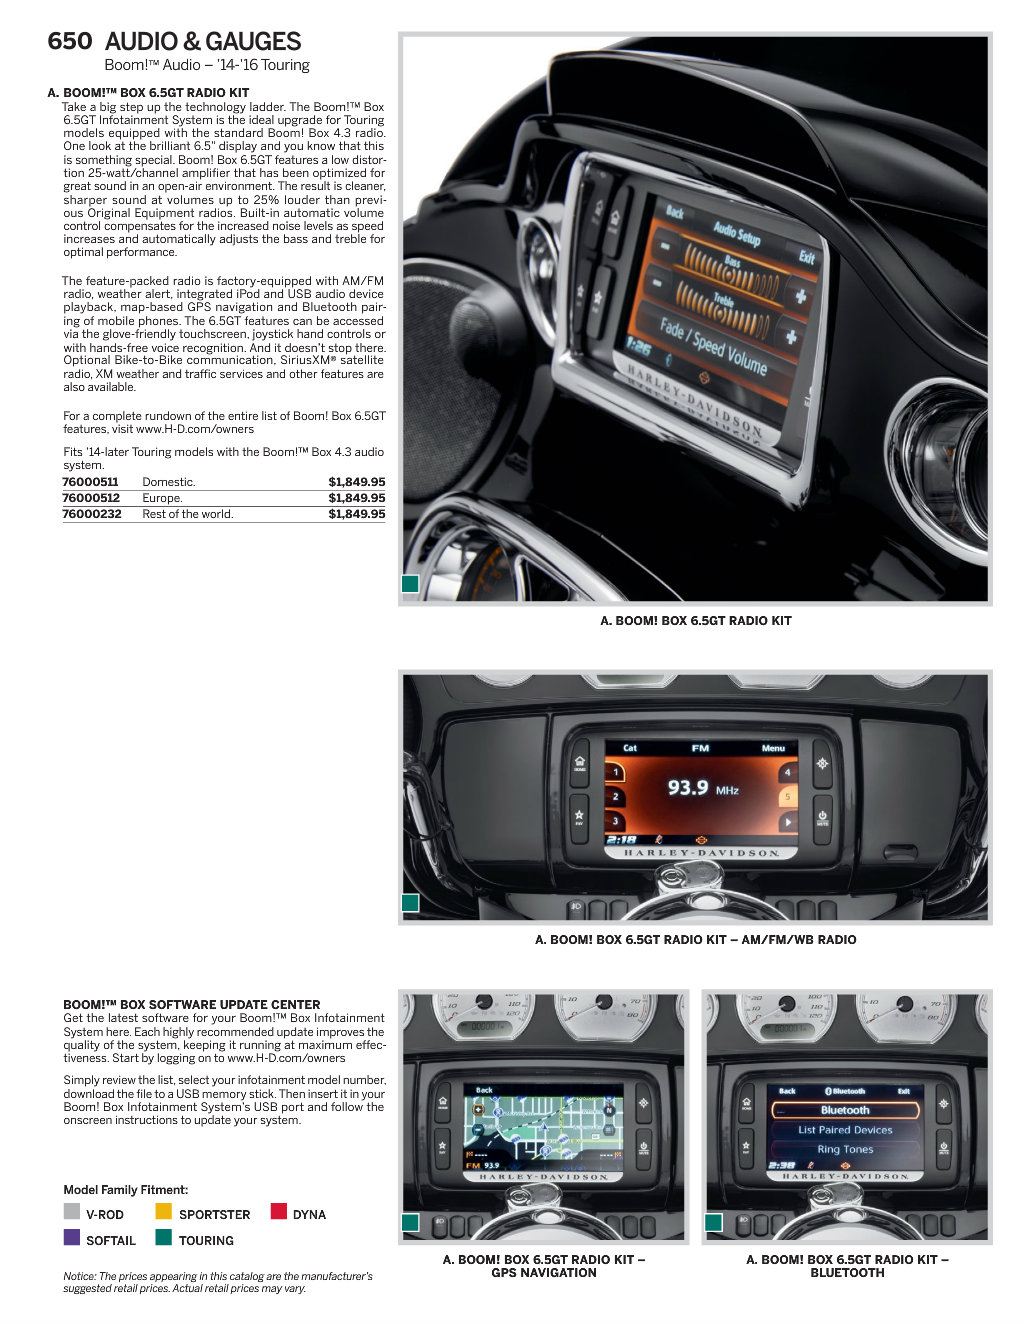 650 AUDIO & GAUGES
Boom!™ Audio – '14-'16 Touring
A. BOOM!™ BOX 6.5GT RADIO KIT
Take a big step up the technology ladder. The Boom!™ Box
6.5GT Infotainment System is the ideal upgrade for Touring
models equipped with the standard Boom! Box 4.3 radio.
One look at the brilliant 6.5" display and you know that this
is something special. Boom! Box 6.5GT features a low distor-
tion 25-watt/channel amplifier that has been optimized for
great sound in an open-air environment. The result is cleaner,
sharper sound at volumes up to 25% louder than previ-
ous Original Equipment radios. Built-in automatic volume
control compensates for the increased noise levels as speed
increases and automatically adjusts the bass and treble for
optimal performance.
The feature-packed radio is factory-equipped with AM/FM
radio, weather alert, integrated iPod and USB audio device
playback, map-based GPS navigation and Bluetooth pair-
ing of mobile phones. The 6.5GT features can be accessed
via the glove-friendly touchscreen, joystick hand controls or
with hands-free voice recognition. And it doesn't stop there.
Optional Bike-to-Bike communication, SiriusXM® satellite
radio, XM weather and traffic services and other features are
also available.
For a complete rundown of the entire list of Boom! Box 6.5GT
features, visit www.H-D.com/owners
Fits '14-later Touring models with the Boom!™ Box 4.3 audio
system.
76000511 Domestic. $1,849.95
76000512 Europe. $1,849.95
76000232 Rest of the world. $1,849.95
Back
Audio Setup
Exit
Bass
Treble
Fade / Speed Volume
1:26
HARLEY-DAVIDSON
A. BOOM! BOX 6.5GT RADIO KIT
Cat FM Menu
HOME
1
4
93.9 MHz
2
5
3
FAV
MUTE
2:18
HARLEY-DAVIDSON
A. BOOM! BOX 6.5GT RADIO KIT – AM/FM/WB RADIO
BOOM!™ BOX SOFTWARE UPDATE CENTER
Get the latest software for your Boom!™ Box Infotainment
System here. Each highly recommended update improves the
quality of the system, keeping it running at maximum effec-
tiveness. Start by logging on to www.H-D.com/owners
Simply review the list, select your infotainment model number,
download the file to a USB memory stick. Then insert it in your
Boom! Box Infotainment System's USB port and follow the
onscreen instructions to update your system.
Model Family Fitment:
V-ROD SPORTSTER DYNA
SOFTAIL TOURING
Notice: The prices appearing in this catalog are the manufacturer's
suggested retail prices. Actual retail prices may vary.
110
120
70
80
Back
N
FM 93.9
HARLEY-DAVIDSON
A. BOOM! BOX 6.5GT RADIO KIT –
GPS NAVIGATION
100
110
120
70
80
Back Bluetooth Exit
Bluetooth
List Paired Devices
Ring Tones
2:38
HARLEY-DAVIDSON
A. BOOM! BOX 6.5GT RADIO KIT –
BLUETOOTH